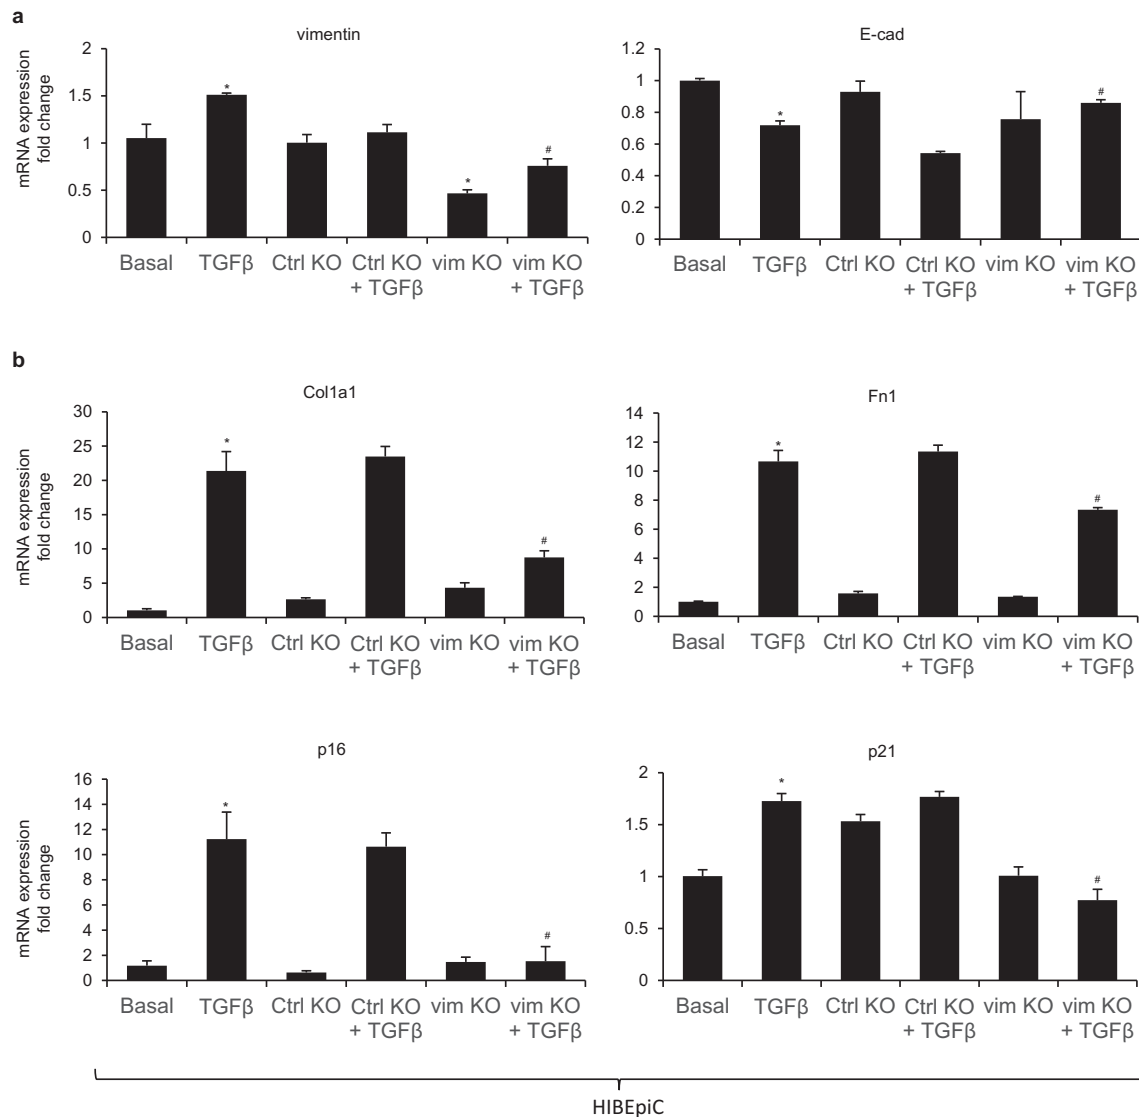 a
vimentin
mRNA expression
fold change
2
1.5
1
0.5
0
*
*
#
Basal TGFβ Ctrl KO Ctrl KO vim KO vim KO
+ TGFβ + TGFβ
E-cad
1.2
1
0.8
0.6
0.4
0.2
0
*
#
Basal TGFβ Ctrl KO Ctrl KO vim KO vim KO
+ TGFβ + TGFβ
b
Col1a1
mRNA expression
fold change
30
25
20
15
10
5
0
*
#
Basal TGFβ Ctrl KO Ctrl KO vim KO vim KO
+ TGFβ + TGFβ
Fn1
14
12
10
8
6
4
2
0
*
#
Basal TGFβ Ctrl KO Ctrl KO vim KO vim KO
+ TGFβ + TGFβ
p16
mRNA expression
fold change
16
14
12
10
8
6
4
2
0
*
#
Basal TGFβ Ctrl KO Ctrl KO vim KO vim KO
+ TGFβ + TGFβ
p21
2
1.5
1
0.5
0
*
#
Basal TGFβ Ctrl KO Ctrl KO vim KO vim KO
+ TGFβ + TGFβ
HIBEpiC